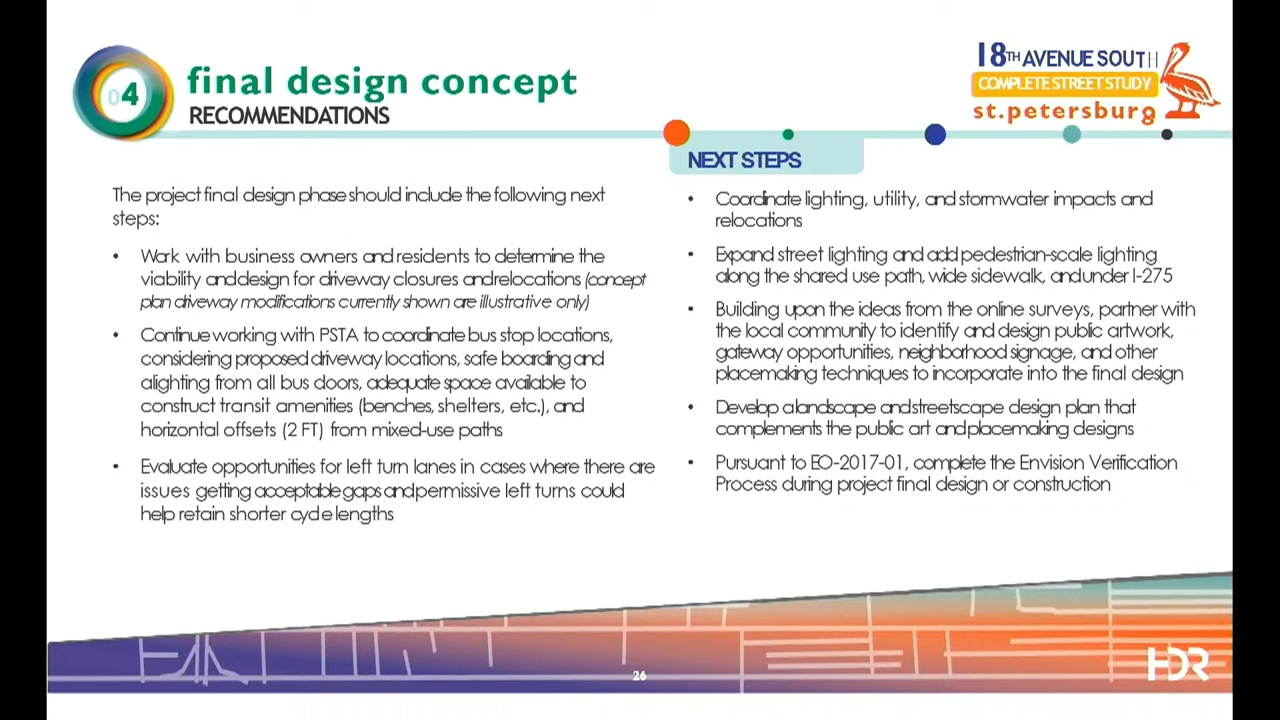 04
final design concept
RECOMMENDATIONS
18TH AVENUE SOUTH
COMPLETE STREET STUDY
st.petersburg
The project final design phase should include the following next
steps:
• Work with business owners and residents to determine the
viability and design for driveway closures and relocations (concept
plan driveway modifications currently shown are illustrative only)
• Continue working with PSTA to coordinate bus stop locations,
considering proposed driveway locations, safe boarding and
alighting from all bus doors, adequate space available to
construct transit amenities (benches, shelters, etc.), and
horizontal offsets (2 FT) from mixed-use paths
• Evaluate opportunities for left turn lanes in cases where there are
issues getting acceptable gaps and permissive left turns could
help retain shorter cycle lengths
NEXT STEPS
• Coordinate lighting, utility, and stormwater impacts and
relocations
• Expand street lighting and add pedestrian-scale lighting
along the shared use path, wide sidewalk, and under I-275
• Building upon the ideas from the online surveys, partner with
the local community to identify and design public artwork,
gateway opportunities, neighborhood signage, and other
placemaking techniques to incorporate into the final design
• Develop a landscape and streetscape design plan that
complements the public art and placemaking designs
• Pursuant to EO-2017-01, complete the Envision Verification
Process during project final design or construction
26
HDR